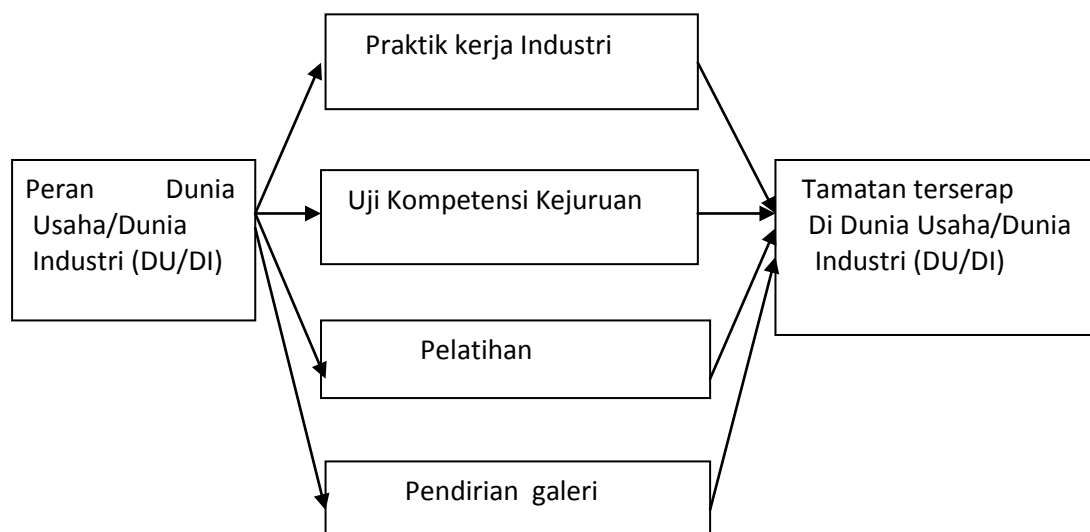 Praktik kerja Industri
Peran Dunia
Usaha/Dunia
Industri (DU/DI)
Uji Kompetensi Kejuruan
Tamatan terserap
Di Dunia Usaha/Dunia
Industri (DU/DI)
Pelatihan
Pendirian galeri